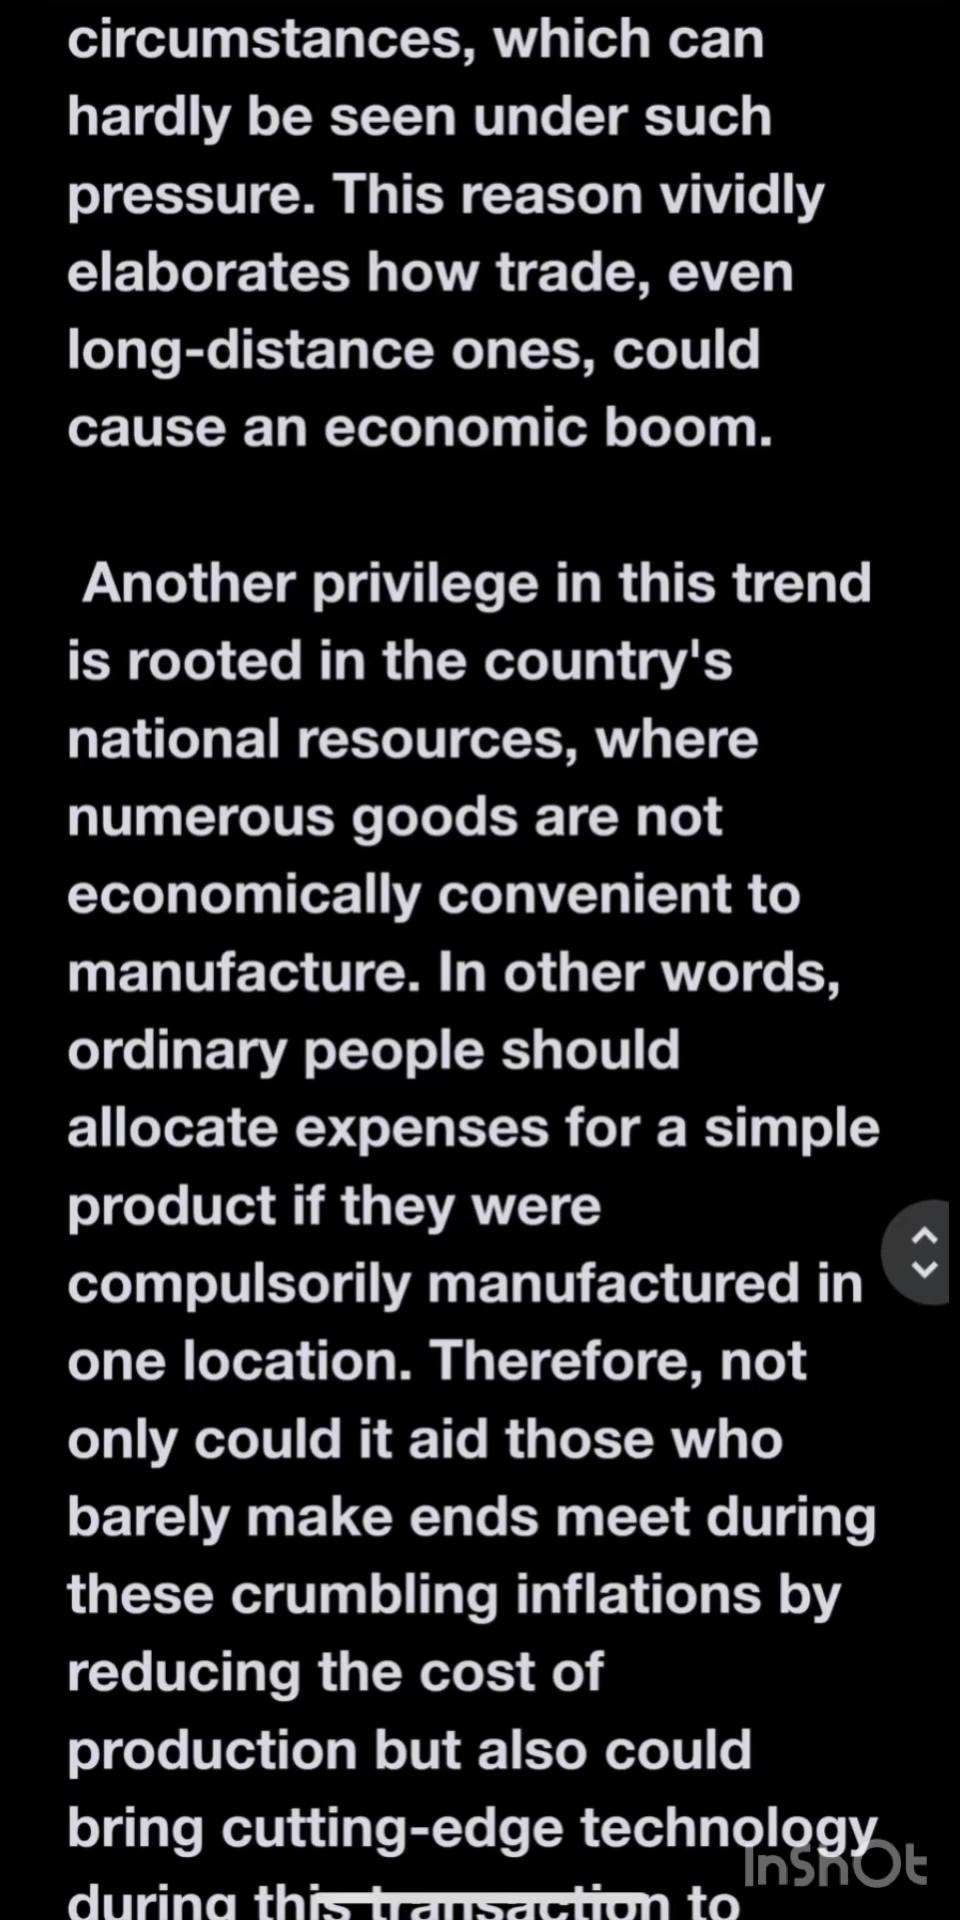 circumstances, which can
hardly be seen under such
pressure. This reason vividly
elaborates how trade, even
long-distance ones, could
cause an economic boom.
Another privilege in this trend
is rooted in the country's
national resources, where
numerous goods are not
economically convenient to
manufacture. In other words,
ordinary people should
allocate expenses for a simple
product if they were
compulsorily manufactured in
one location. Therefore, not
only could it aid those who
barely make ends meet during
these crumbling inflations by
reducing the cost of
production but also could
bring cutting-edge technology
during this transaction to
InShOt